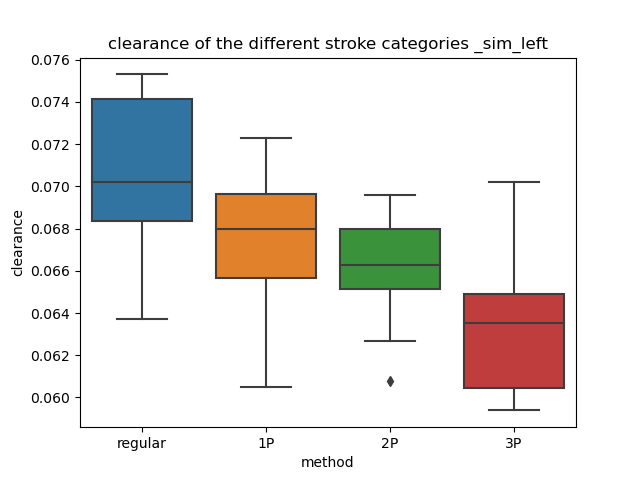 clearance of the different stroke categories _sim_left
0.076
0.074
0.072
0.070
0.068
0.066
0.064
0.062
0.060
clearance
regular 1P 2P 3P
method